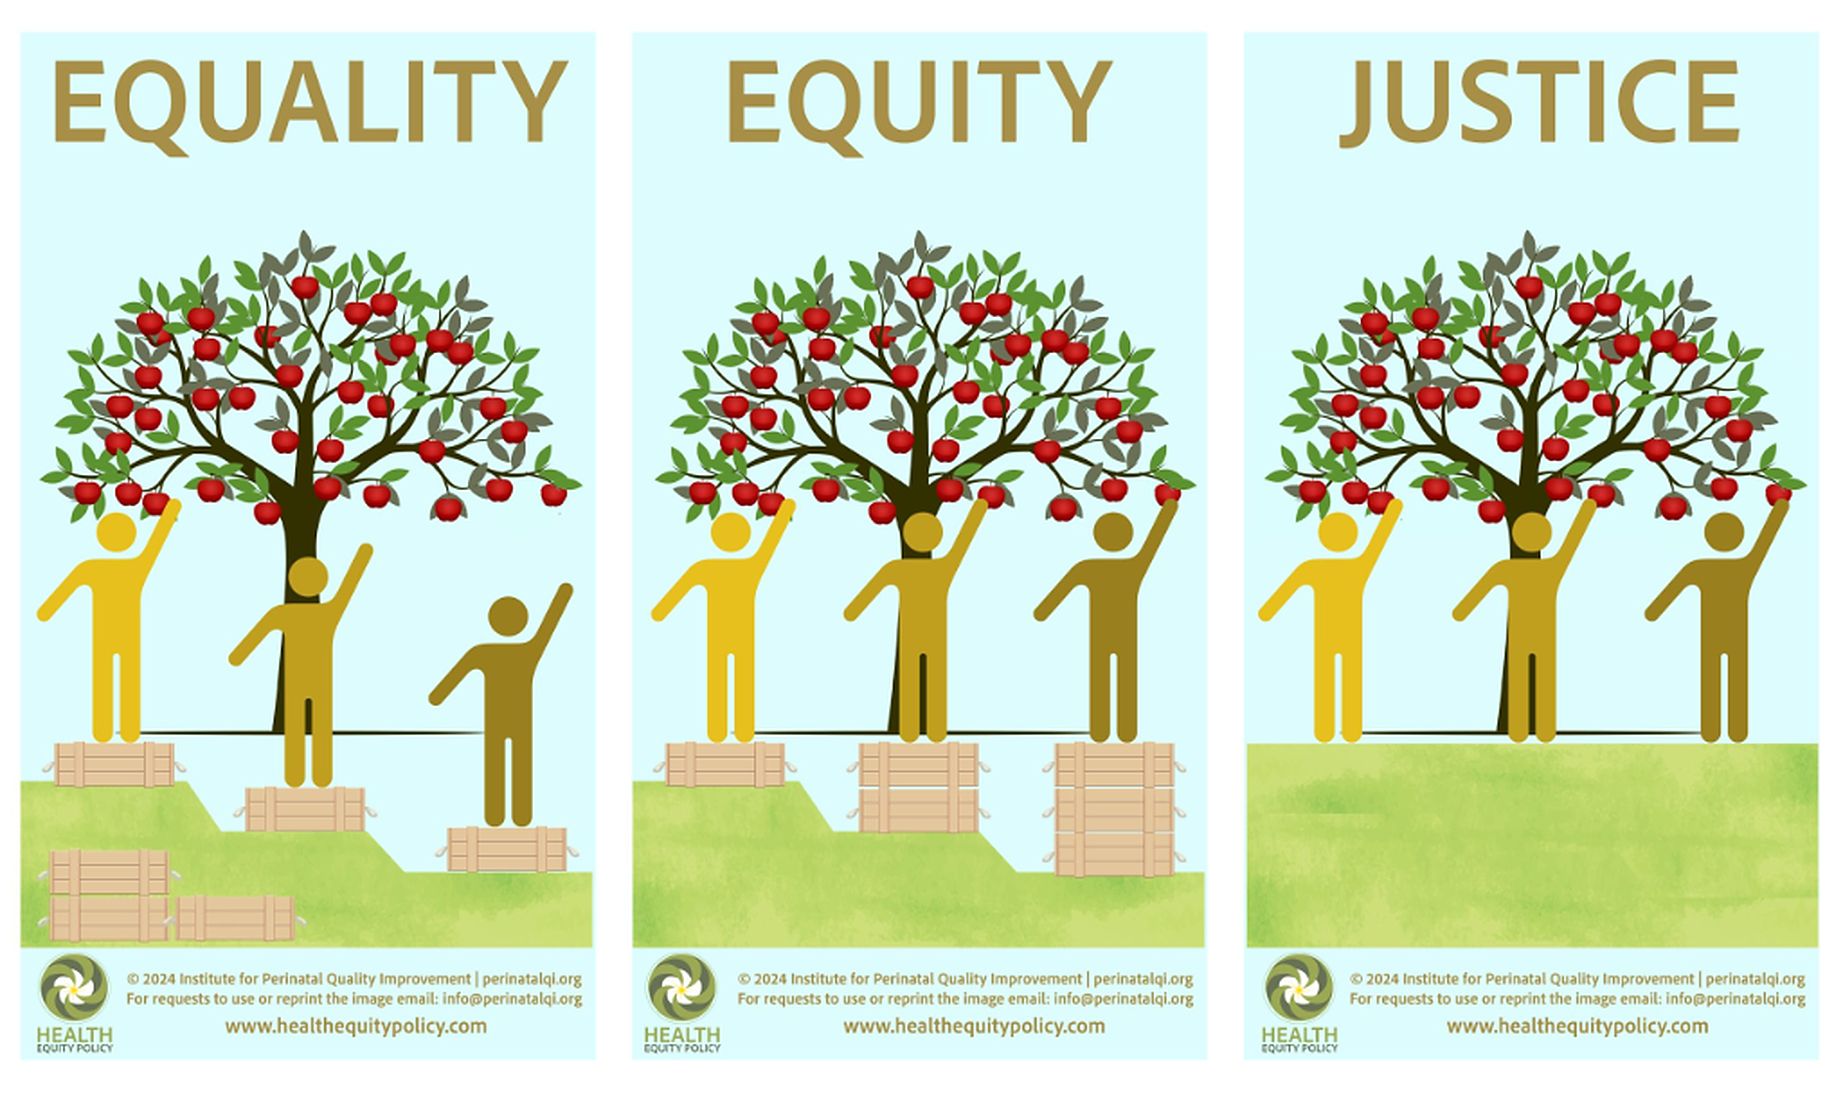 EQUALITY
© 2024 Institute for Perinatal Quality Improvement | perinatalqi.org
For requests to use or reprint the image email: info@perinatalqi.org
www.healthequitypolicy.com
HEALTH
EQUITY POLICY
EQUITY
© 2024 Institute for Perinatal Quality Improvement | perinatalqi.org
For requests to use or reprint the image email: info@perinatalqi.org
www.healthequitypolicy.com
HEALTH
EQUITY POLICY
JUSTICE
© 2024 Institute for Perinatal Quality Improvement | perinatalqi.org
For requests to use or reprint the image email: info@perinatalqi.org
www.healthequitypolicy.com
HEALTH
EQUITY POLICY